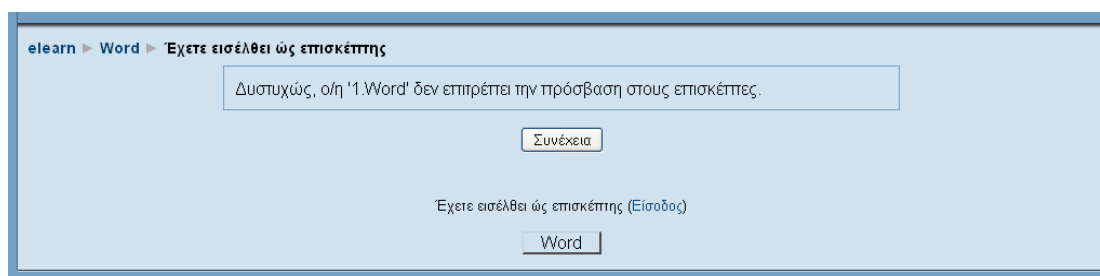 elearn ► Word ► Έχετε εισέλθει ώς επισκέπτης
Δυστυχώς, ο/η '1.Word' δεν επιτρέπει την πρόσβαση στους επισκέπτες.
Συνέχεια
Έχετε εισέλθει ώς επισκέπτης (Είσοδος)
Word